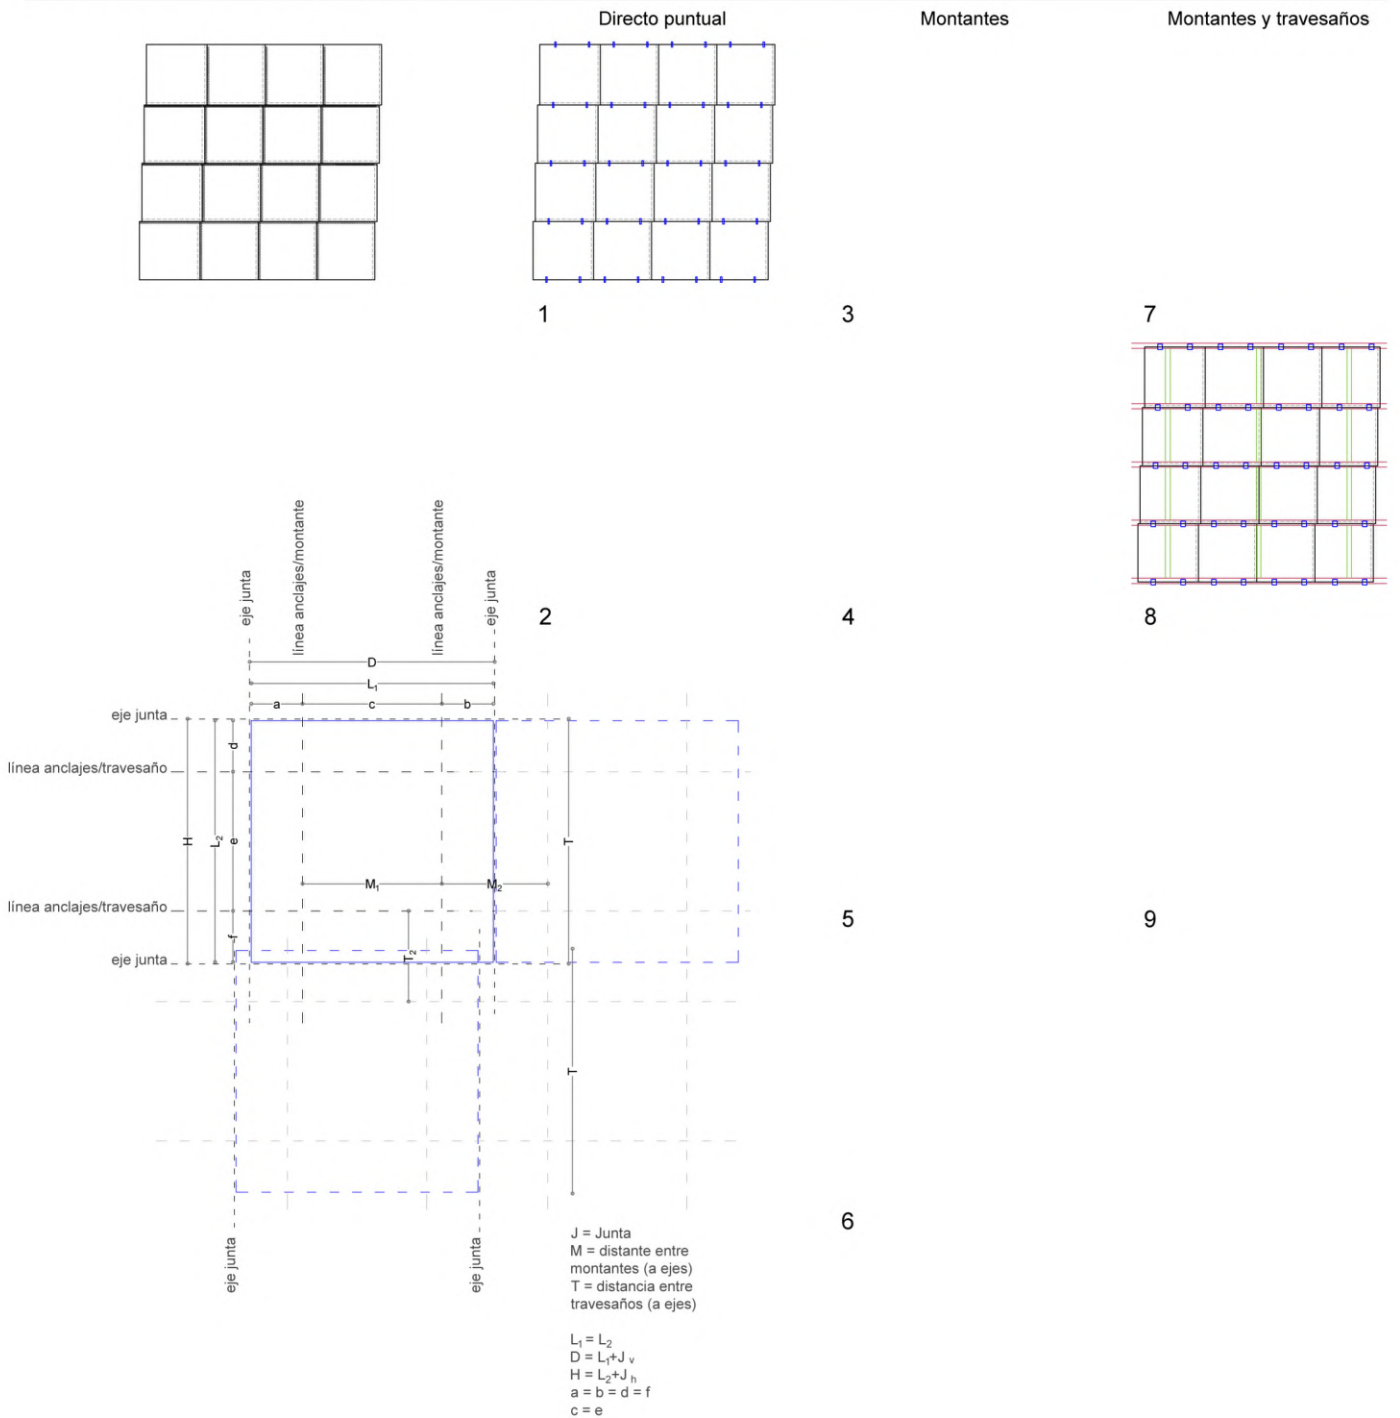 Directo puntual
Montantes
Montantes y travesaños
1
3
7
2
4
8
eje junta
línea anclajes/montante
línea anclajes/montante
eje junta
D
L₁
a
c
b
eje junta
línea anclajes/travesaño
línea anclajes/travesaño
eje junta
H
L₂
d
e
f
M₁
M₂
T₂
T
T
5
9
6
eje junta
eje junta
J = Junta
M = distante entre
montantes (a ejes)
T = distancia entre
travesaños (a ejes)
L₁ = L₂
D = L₁+J ᵥ
H = L₂+J ₕ
a = b = d = f
c = e